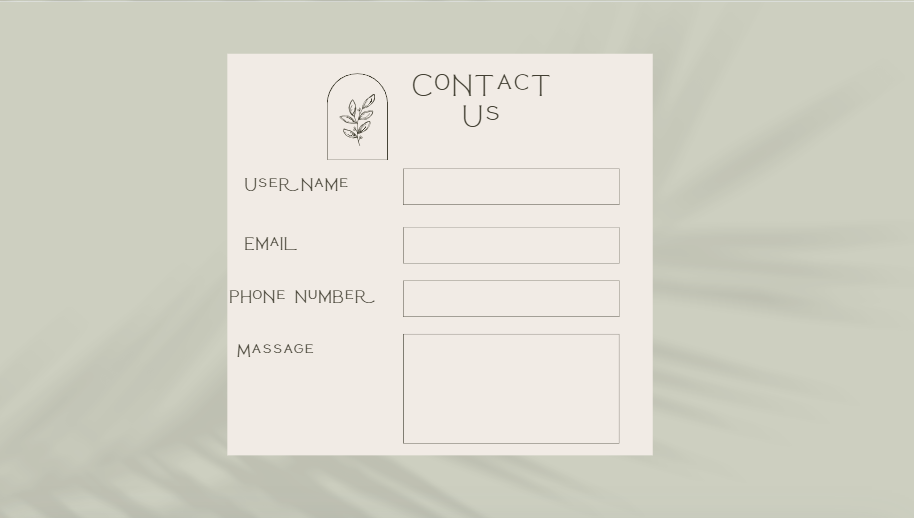 CONTACT
US
USER NAME
EMAIL
PHONE NUMBER
MASSAGE